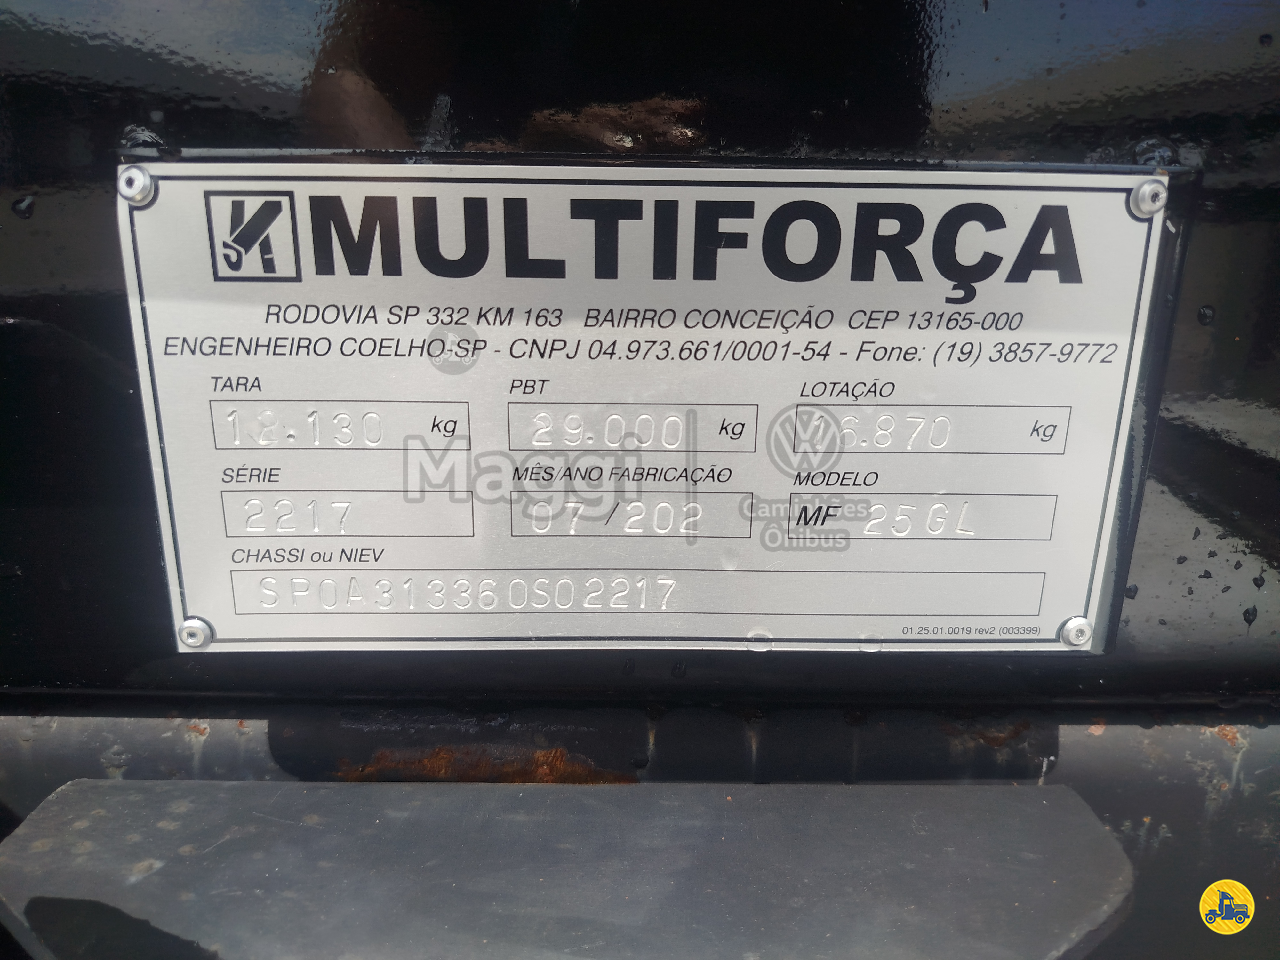 MULTIFORÇA
RODOVIA SP 332 KM 163 BAIRRO CONCEIÇÃO CEP 13165-000
ENGENHEIRO COELHO-SP - CNPJ 04.973.661/0001-54 - Fone: (19) 3857-9772
TARA PBT LOTAÇÃO
12.130 kg 29.000 kg 16.870 kg
SÉRIE MÊS/ANO FABRICAÇÃO MODELO
2217 07/202 MF 25GL
CHASSI ou NIEV
SP0A313360S02217
01.25.01.0019 rev2 (003399)
Maggi
Caminhões
Ônibus